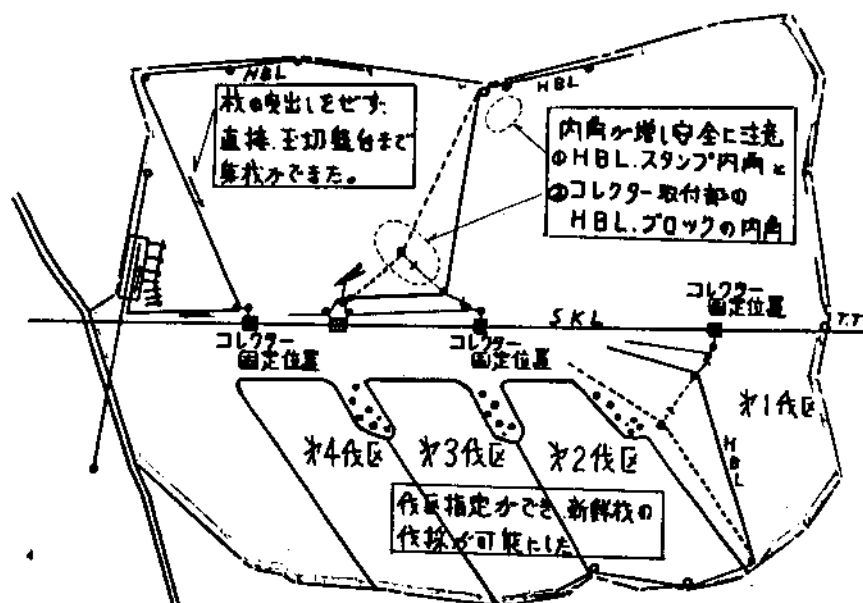 HBL
枝の曳出しをせず、
直接、玉切盤台まで
集材ができた。
HBL
内角が増し安全に注意
①HBL.スタンプ内角と
②コレクター取付部の
HBL.ブロックの内角
コレクター
固定位置
SKL
T.T
コレクター
固定位置
コレクター
固定位置
第1伐区
第4伐区
第3伐区
第2伐区
HBL
伐区指定ができ、新鮮材の
伐採が可能にした